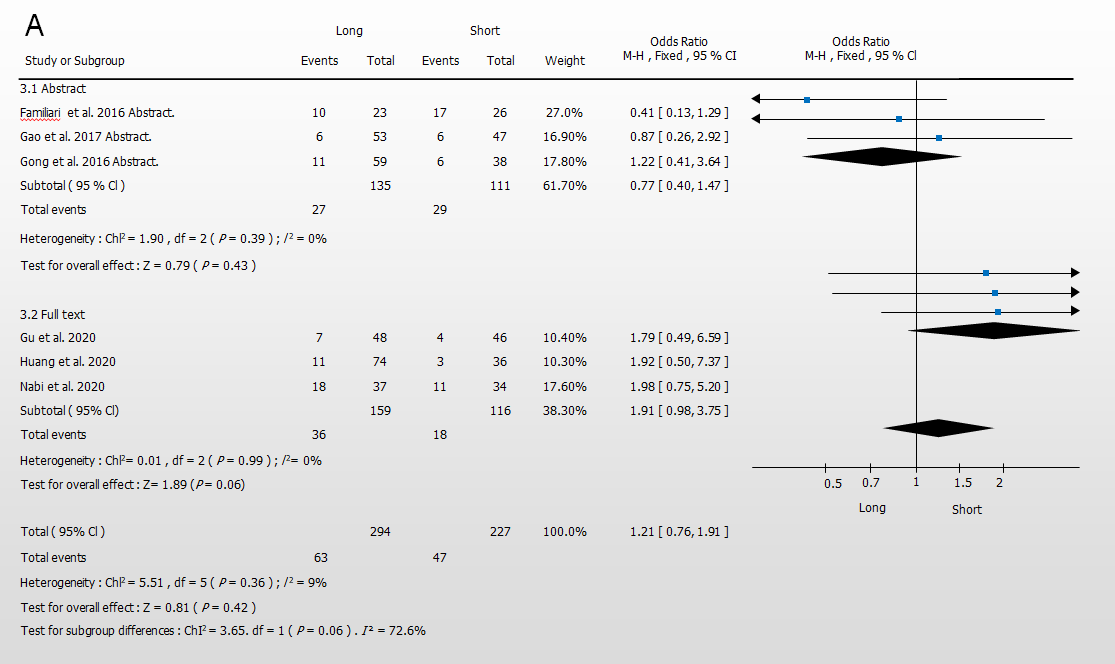 A
Long Short
Odds Ratio Odds Ratio
Study or Subgroup Events Total Events Total Weight M-H , Fixed , 95 % CI M-H , Fixed , 95 % Cl
3.1 Abstract
Familiari et al. 2016 Abstract. 10 23 17 26 27.0% 0.41 [ 0.13, 1.29 ]
Gao et al. 2017 Abstract. 6 53 6 47 16.90% 0.87 [ 0.26, 2.92 ]
Gong et al. 2016 Abstract. 11 59 6 38 17.80% 1.22 [ 0.41, 3.64 ]
Subtotal ( 95 % Cl ) 135 111 61.70% 0.77 [ 0.40, 1.47 ]
Total events 27 29
Heterogeneity : Chl² = 1.90 , df = 2 ( P = 0.39 ) ; /² = 0%
Test for overall effect : Z = 0.79 ( P = 0.43 )
3.2 Full text
Gu et al. 2020 7 48 4 46 10.40% 1.79 [ 0.49, 6.59 ]
Huang et al. 2020 11 74 3 36 10.30% 1.92 [ 0.50, 7.37 ]
Nabi et al. 2020 18 37 11 34 17.60% 1.98 [ 0.75, 5.20 ]
Subtotal ( 95% Cl) 159 116 38.30% 1.91 [ 0.98, 3.75 ]
Total events 36 18
Heterogeneity : Chl²= 0.01 , df = 2 ( P = 0.99 ) ; /²= 0%
Test for overall effect : Z= 1.89 (P= 0.06)
0.5 0.7 1 1.5 2
Long Short
Total ( 95% Cl ) 294 227 100.0% 1.21 [ 0.76, 1.91 ]
Total events 63 47
Heterogeneity : Chl² = 5.51 , df = 5 ( P = 0.36 ) ; /² = 9%
Test for overall effect : Z = 0.81 ( P = 0.42 )
Test for subgroup differences : ChI² = 3.65. df = 1 ( P = 0.06 ) . I² = 72.6%